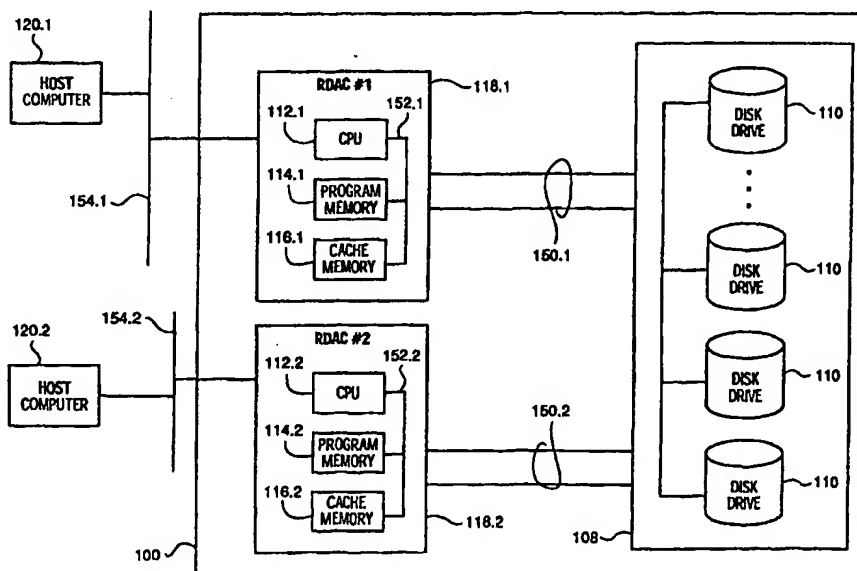 120.1
HOST
COMPUTER
154.1
RDAC #1
118.1
112.1
CPU
152.1
114.1
PROGRAM
MEMORY
116.1
CACHE
MEMORY
150.1
DISK
DRIVE
110
DISK
DRIVE
110
120.2
HOST
COMPUTER
154.2
RDAC #2
112.2
CPU
152.2
114.2
PROGRAM
MEMORY
116.2
CACHE
MEMORY
118.2
150.2
DISK
DRIVE
110
DISK
DRIVE
110
100
108